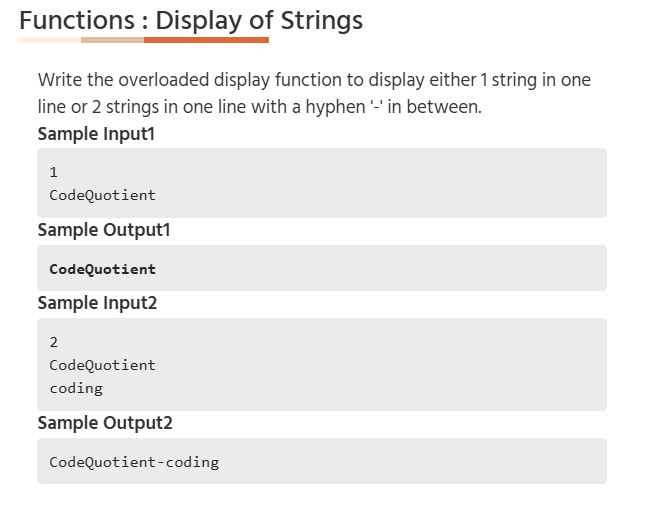 Functions : Display of Strings
Write the overloaded display function to display either 1 string in one
line or 2 strings in one line with a hyphen '-' in between.
Sample Input1
1
CodeQuotient
Sample Output1
CodeQuotient
Sample Input2
2
CodeQuotient
coding
Sample Output2
CodeQuotient-coding